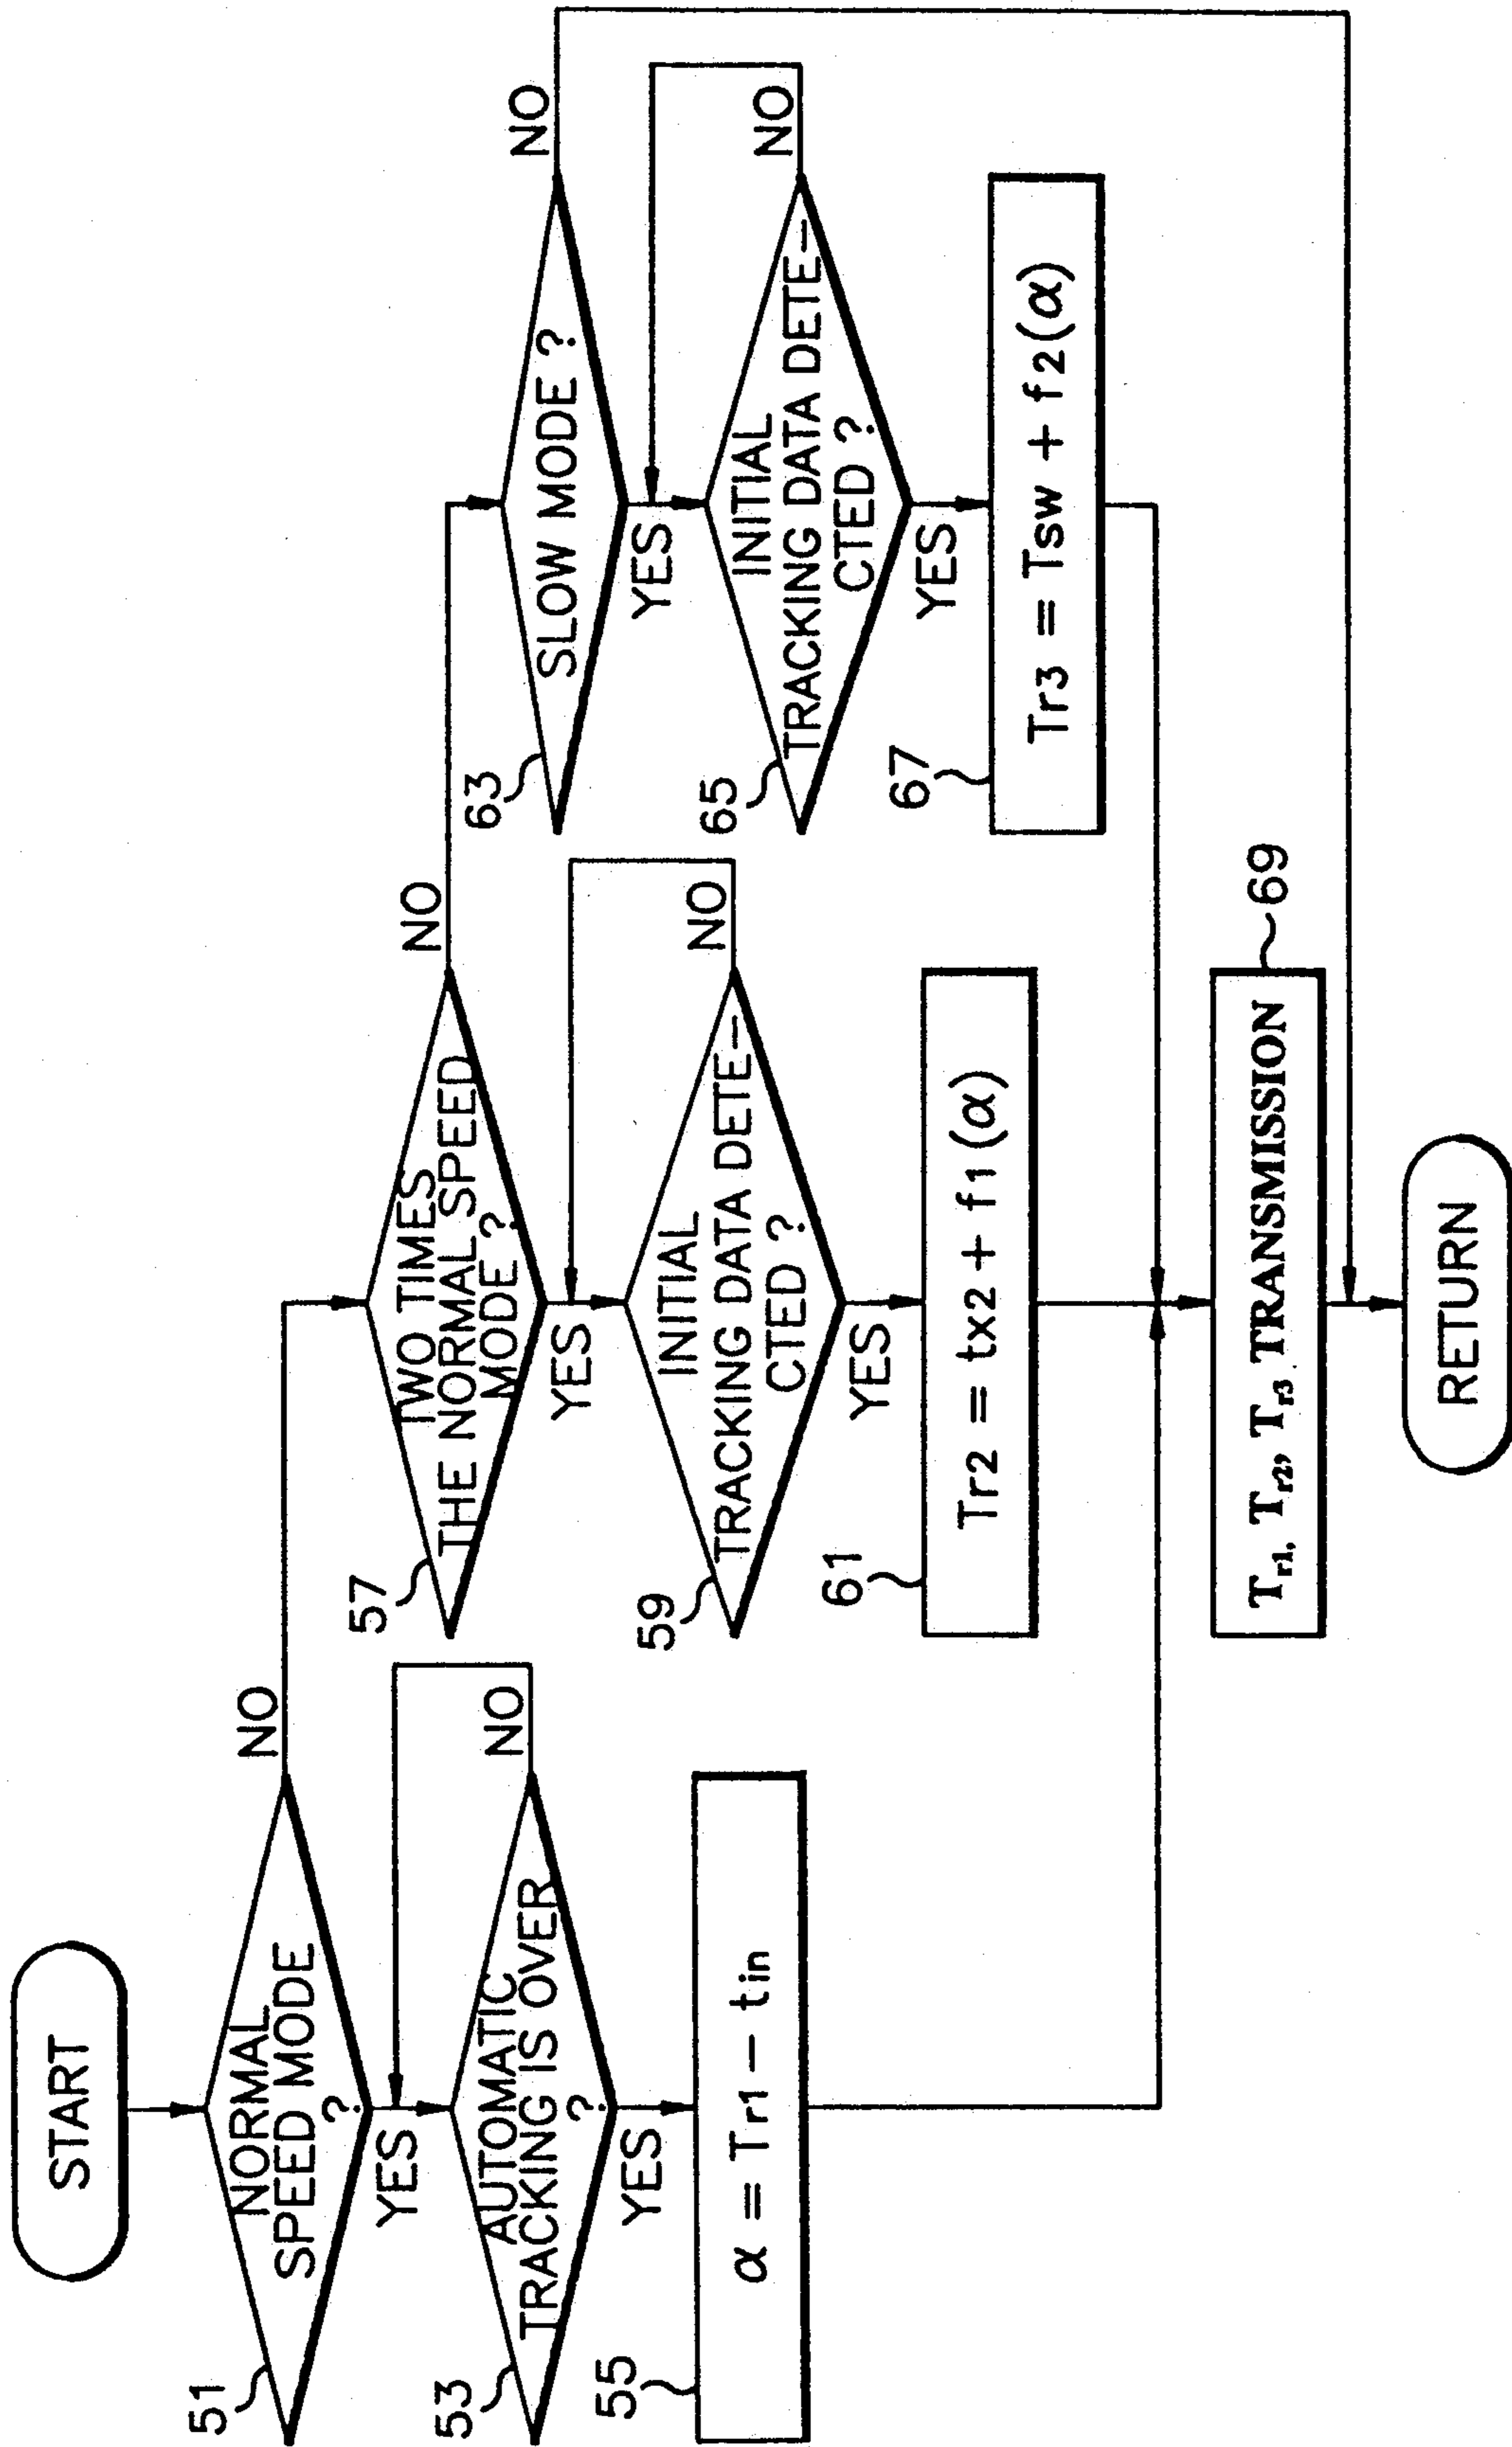 START
51
NORMAL
SPEED MODE
?
NO
YES
53
AUTOMATIC
TRACKING IS OVER
?
NO
YES
55
α = Tr1 − tin
57
TWO TIMES
THE NORMAL SPEED
MODE ?
NO
YES
59
INITIAL
TRACKING DATA DETE–
CTED ?
NO
YES
61
Tr2 = tx2 + f1(α)
63
SLOW MODE ?
NO
YES
65
INITIAL
TRACKING DATA DETE–
CTED ?
NO
YES
67
Tr3 = Tsw + f2(α)
Tr1, Tr2, Tr3 TRANSMISSION
69
RETURN